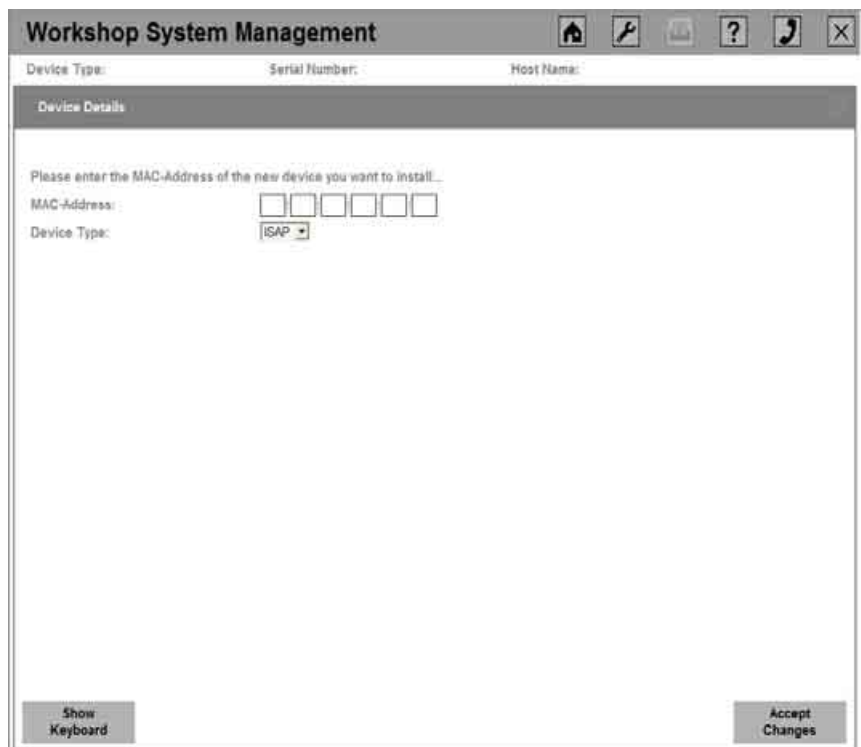 Workshop System Management
?
Device Type: Serial Number: Host Name:
Device Details
Please enter the MAC-Address of the new device you want to install...
MAC-Address:
Device Type: ISAP
Show
Keyboard
Accept
Changes